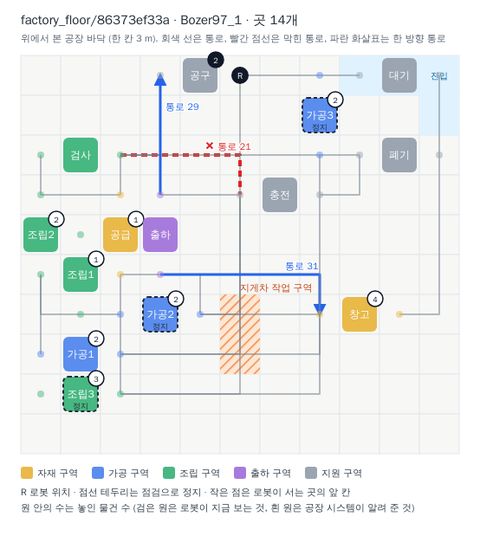 factory_floor/86373ef33a · Bozer97_1 · 곳 14개
위에서 본 공장 바닥 (한 칸 3 m). 회색 선은 통로, 빨간 점선은 막힌 통로, 파란 화살표는 한 방향 통로
2
공구
R
대기
진입
통로 29
2
가공3
정지
× 통로 21
검사
폐기
충전
2
조립2
1
공급
출하
1
조립1
통로 31
지게차 작업 구역
2
가공2
정지
4
창고
2
가공1
3
조립3
정지
자재 구역
가공 구역
조립 구역
출하 구역
지원 구역
R 로봇 위치 · 점선 테두리는 점검으로 정지 · 작은 점은 로봇이 서는 곳의 앞 칸
원 안의 수는 놓인 물건 수 (검은 원은 로봇이 지금 보는 것, 흰 원은 공장 시스템이 알려 준 것)